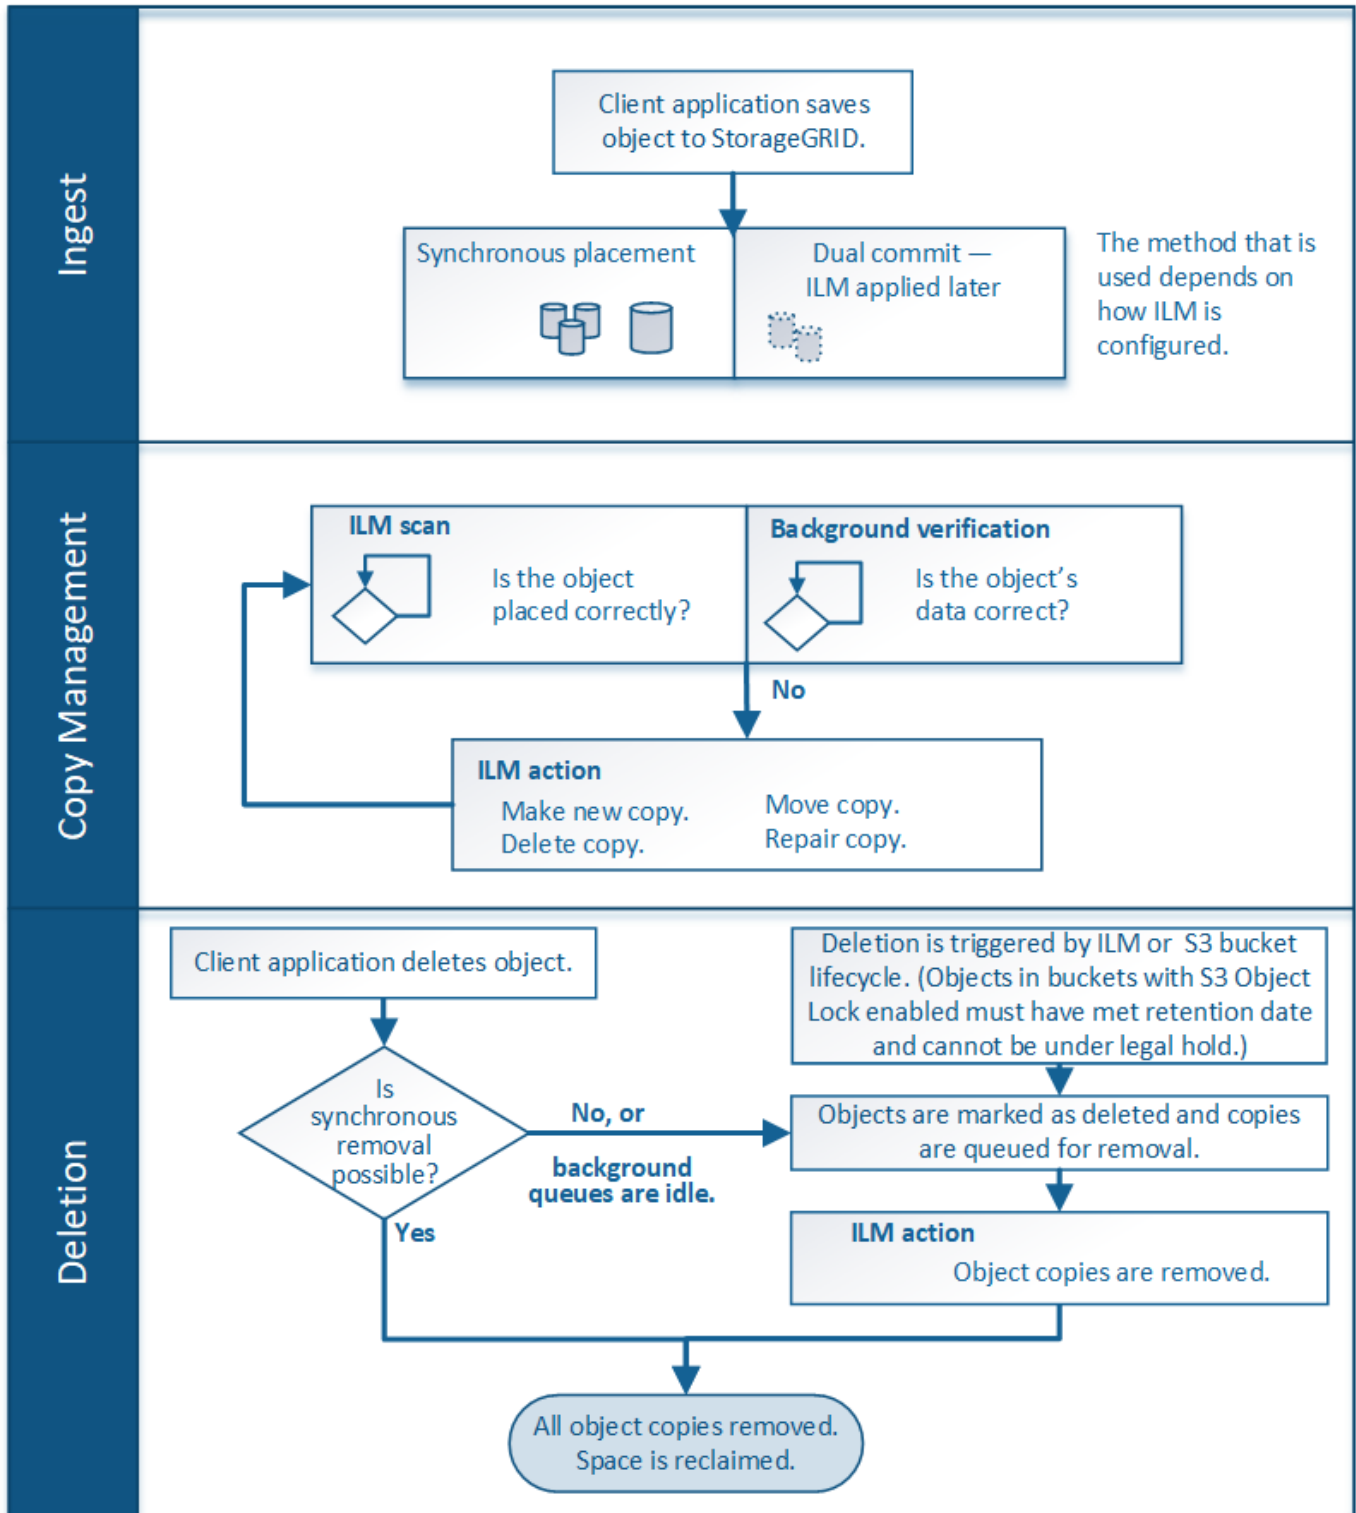 Ingest
Client application saves
object to StorageGRID.
Synchronous placement
Dual commit —
ILM applied later
The method that is
used depends on
how ILM is
configured.
Copy Management
ILM scan
Is the object
placed correctly?
Background verification
Is the object’s
data correct?
No
ILM action
Make new copy.
Delete copy.
Move copy.
Repair copy.
Deletion
Client application deletes object.
Is
synchronous
removal
possible?
No, or
background
queues are idle.
Yes
Deletion is triggered by ILM or S3 bucket
lifecycle. (Objects in buckets with S3 Object
Lock enabled must have met retention date
and cannot be under legal hold.)
Objects are marked as deleted and copies
are queued for removal.
ILM action
Object copies are removed.
All object copies removed.
Space is reclaimed.